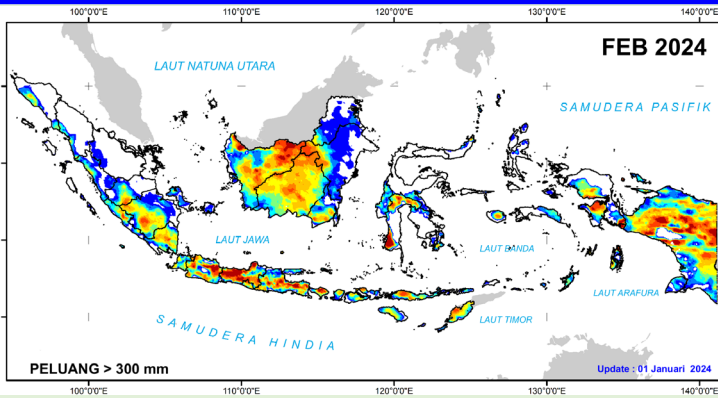 100°0'0"E 110°0'0"E 120°0'0"E 130°0'0"E 140°0'0"E
FEB 2024
LAUT NATUNA UTARA
SAMUDERA PASIFIK
LAUT JAWA
LAUT BANDA
LAUT ARAFURA
SAMUDERA HINDIA
LAUT TIMOR
PELUANG > 300 mm
Update : 01 Januari 2024
100°0'0"E 110°0'0"E 120°0'0"E 130°0'0"E 140°0'0"E